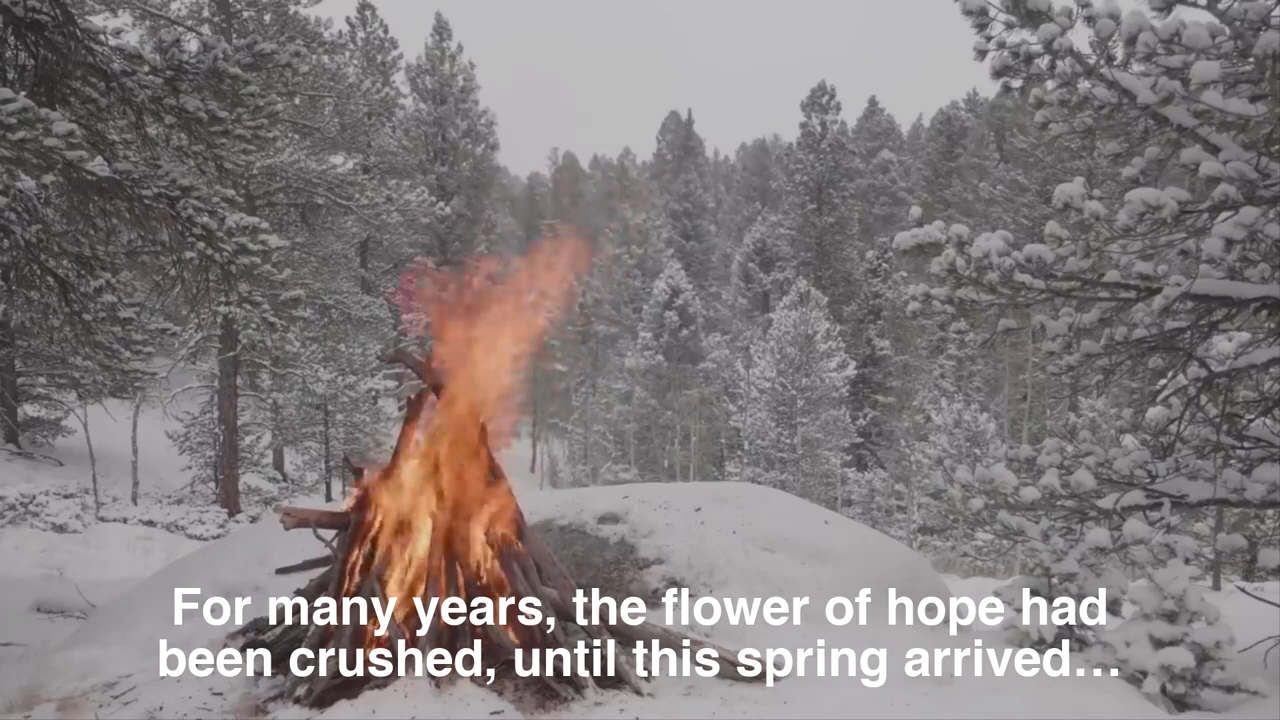 For many years, the flower of hope had
been crushed, until this spring arrived…